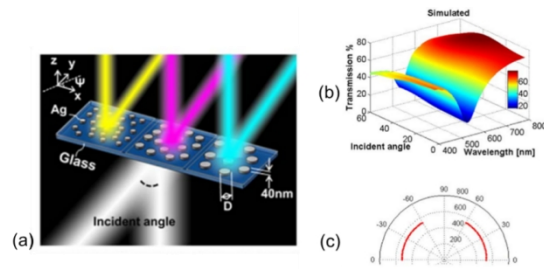 z
y
Ψ
x
Ag
Glass
Incident angle
D
40nm
(a)
Simulated
Transmission %
80
60
40
20
0
60
40
20
0
Incident angle
400
500
600
700
800
Wavelength [nm]
60
40
20
(b)
-60
-30
0
90
800
600
400
200
60
30
0
(c)